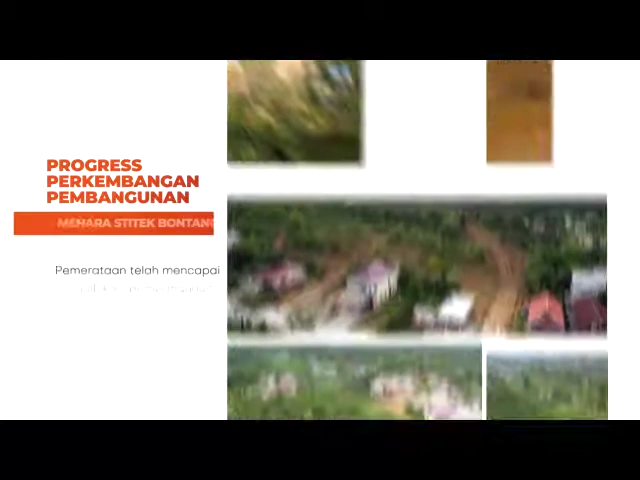 PROGRESS
PERKEMBANGAN
PEMBANGUNAN
MENARA STITEK BONTANG
Pemerataan telah mencapai